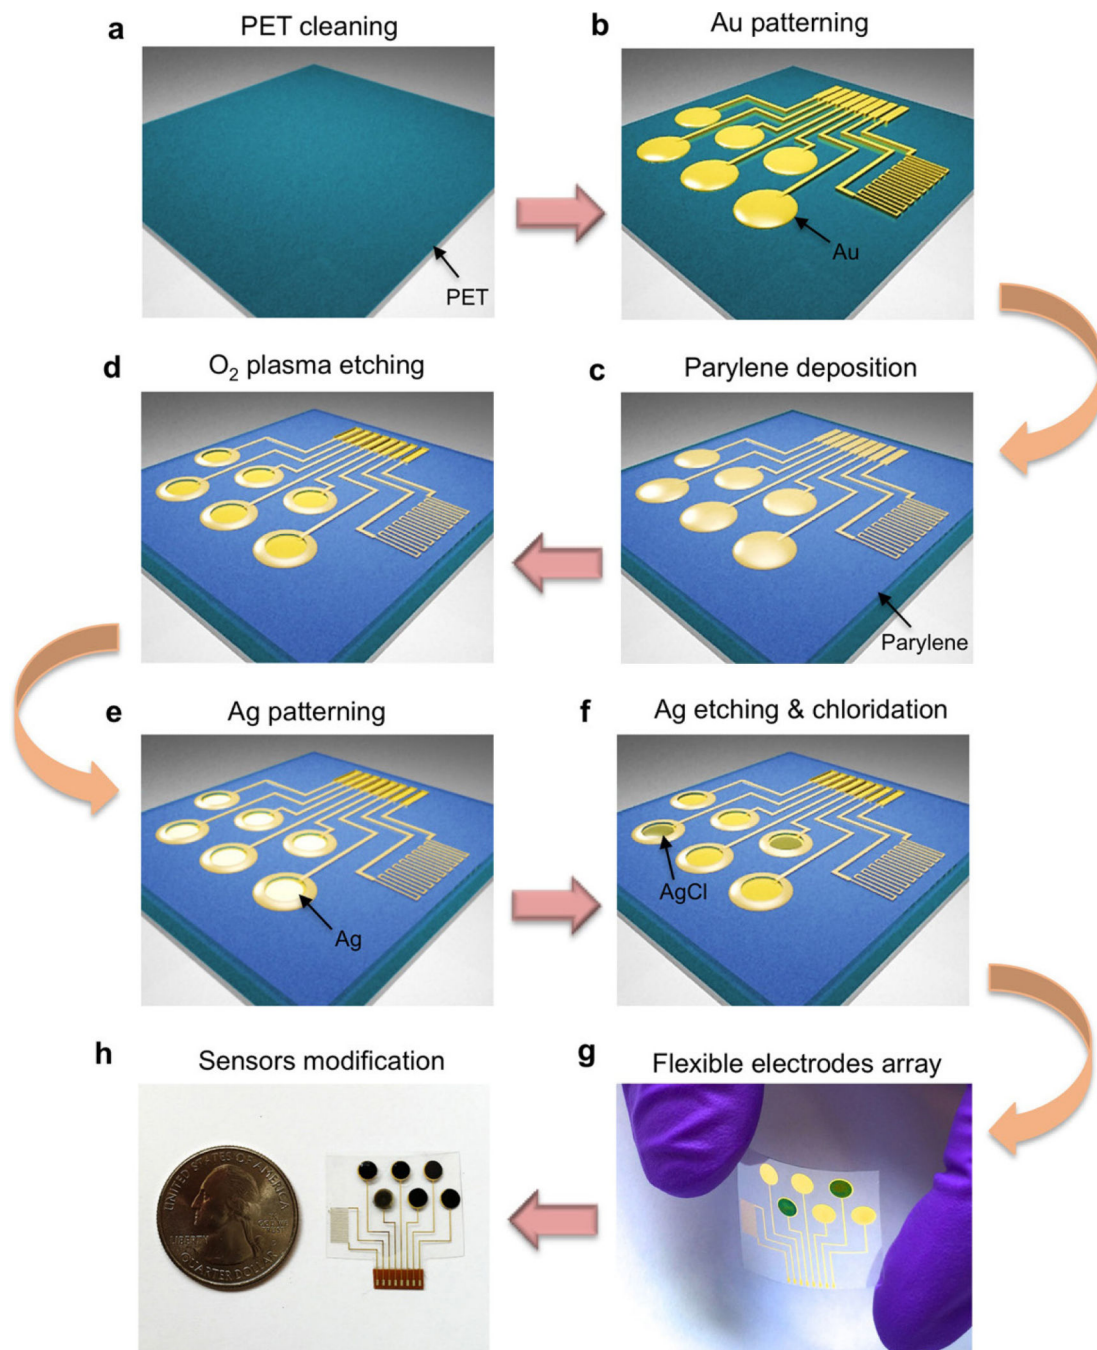 a PET cleaning
PET
b Au patterning
Au
c Parylene deposition
Parylene
d O₂ plasma etching
e Ag patterning
Ag
f Ag etching & chloridation
AgCl
g Flexible electrodes array
h Sensors modification
UNITED STATES OF AMERICA
LIBERTY
QUARTER DOLLAR